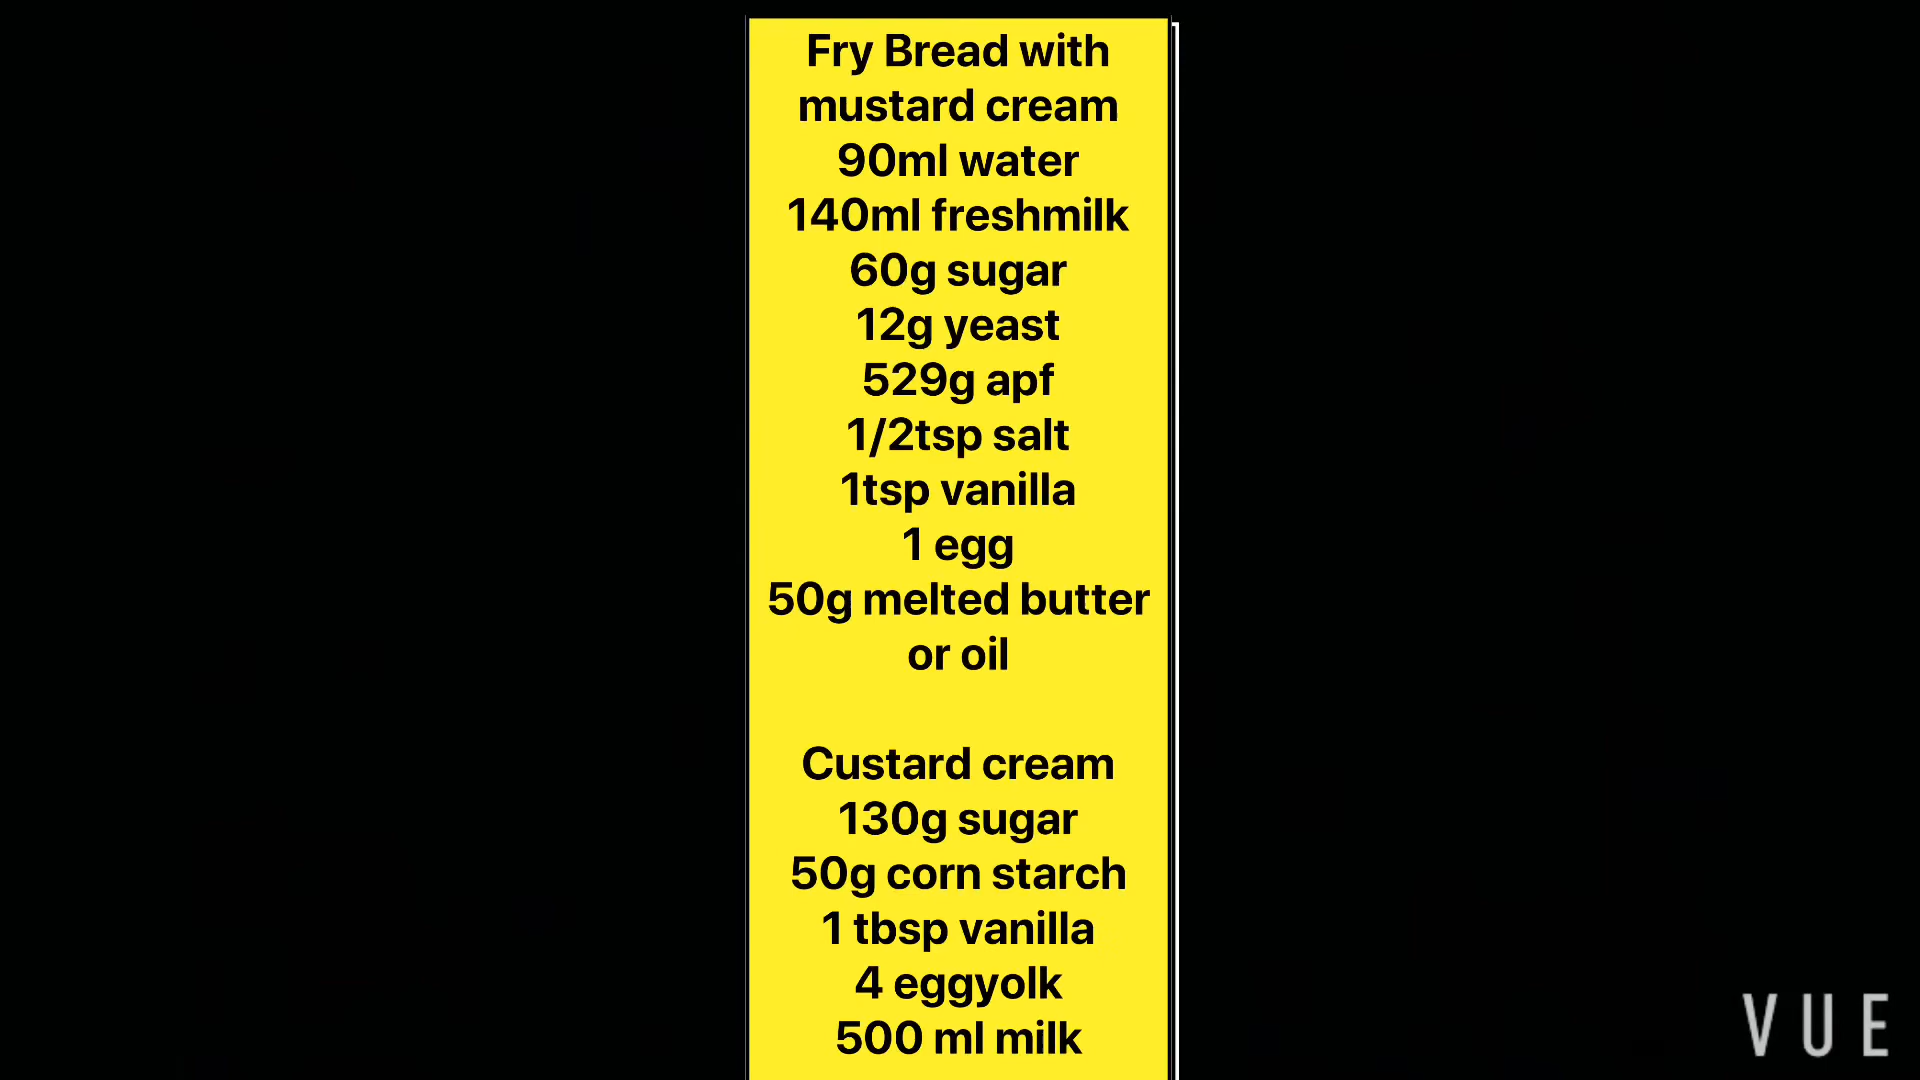 Fry Bread with
mustard cream
90ml water
140ml freshmilk
60g sugar
12g yeast
529g apf
1/2tsp salt
1tsp vanilla
1 egg
50g melted butter
or oil
Custard cream
130g sugar
50g corn starch
1 tbsp vanilla
4 eggyolk
500 ml milk
VUE